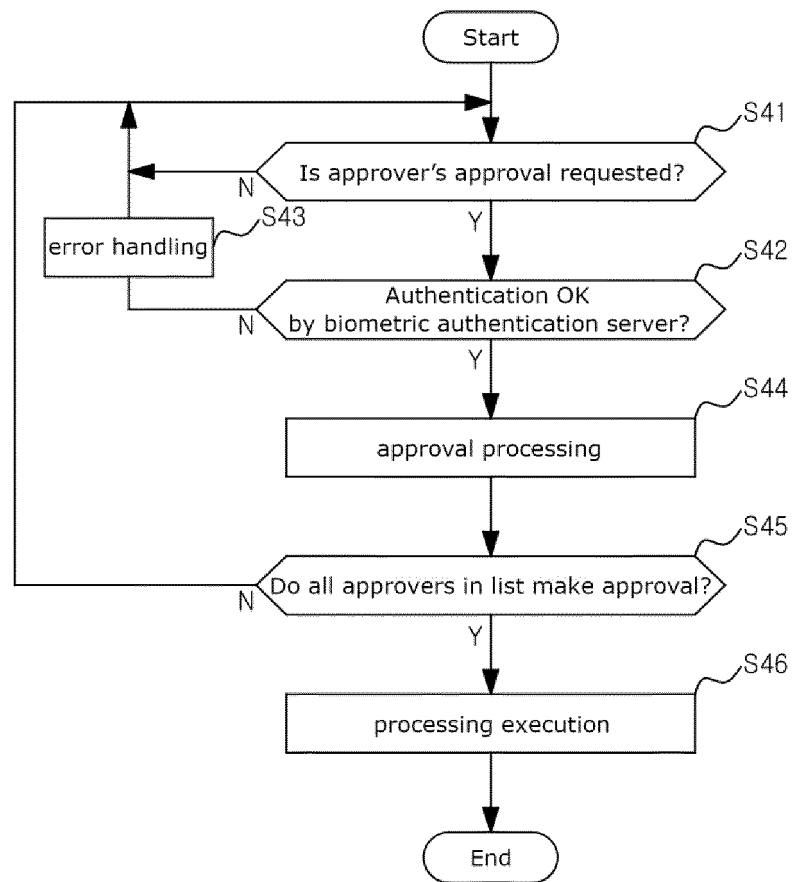 Start
S41
Is approver’s approval requested?
N
Y
S43
error handling
S42
Authentication OK
by biometric authentication server?
N
Y
S44
approval processing
S45
Do all approvers in list make approval?
N
Y
S46
processing execution
End